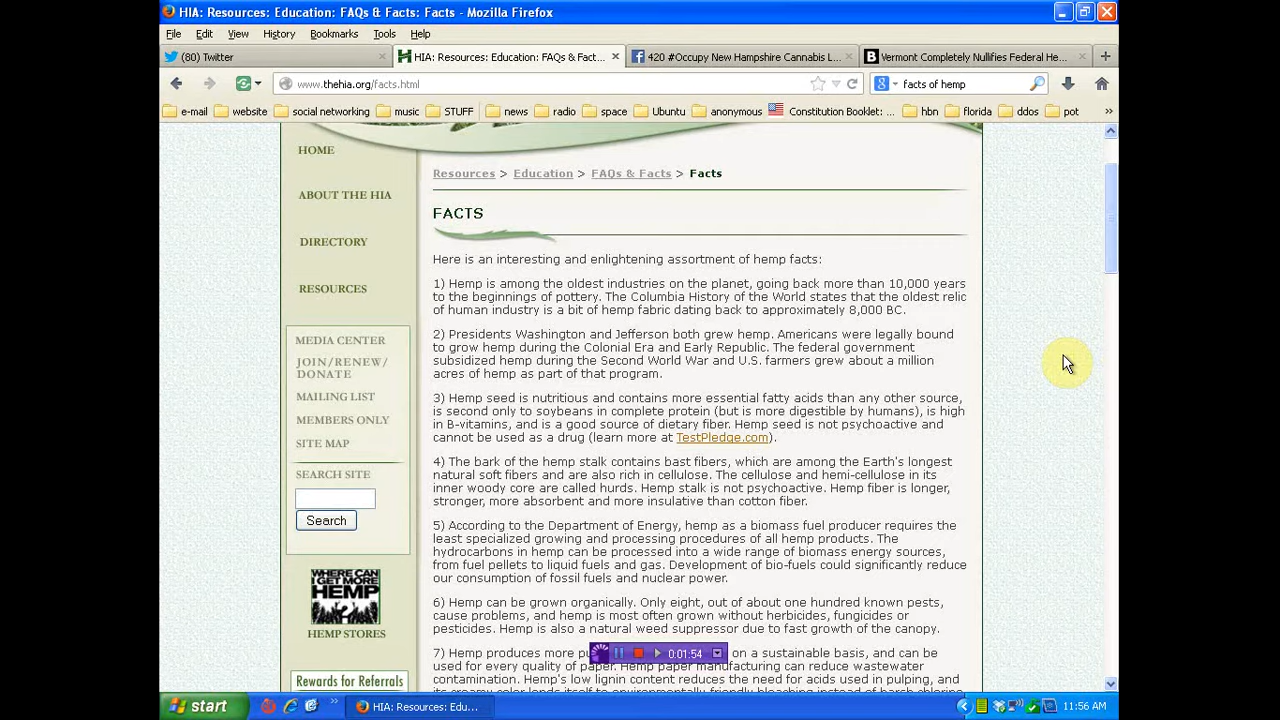 HIA: Resources: Education: FAQs & Facts: Facts - Mozilla Firefox
File Edit View History Bookmarks Tools Help
(80) Twitter
HIA: Resources: Education: FAQs & Fact...
420 #Occupy New Hampshire Cannabis L...
Vermont Completely Nullifies Federal He...
www.thehia.org/facts.html
facts of hemp
e-mail website social networking music STUFF news radio space Ubuntu anonymous Constitution Booklet: ... hbn florida ddos pot
HOME
ABOUT THE HIA
DIRECTORY
RESOURCES
MEDIA CENTER
JOIN/RENEW/
DONATE
MAILING LIST
MEMBERS ONLY
SITE MAP
SEARCH SITE
Search
WHERE CAN
I GET MORE
HEMP
HEMP STORES
Rewards for Referrals
Resources > Education > FAQs & Facts > Facts
FACTS
Here is an interesting and enlightening assortment of hemp facts:
1) Hemp is among the oldest industries on the planet, going back more than 10,000 years
to the beginnings of pottery. The Columbia History of the World states that the oldest relic
of human industry is a bit of hemp fabric dating back to approximately 8,000 BC.
2) Presidents Washington and Jefferson both grew hemp. Americans were legally bound
to grow hemp during the Colonial Era and Early Republic. The federal government
subsidized hemp during the Second World War and U.S. farmers grew about a million
acres of hemp as part of that program.
3) Hemp seed is nutritious and contains more essential fatty acids than any other source,
is second only to soybeans in complete protein (but is more digestible by humans), is high
in B-vitamins, and is a good source of dietary fiber. Hemp seed is not psychoactive and
cannot be used as a drug (learn more at TestPledge.com).
4) The bark of the hemp stalk contains bast fibers, which are among the Earth's longest
natural soft fibers and are also rich in cellulose. The cellulose and hemi-cellulose in its
inner woody core are called hurds. Hemp stalk is not psychoactive. Hemp fiber is longer,
stronger, more absorbent and more insulative than cotton fiber.
5) According to the Department of Energy, hemp as a biomass fuel producer requires the
least specialized growing and processing procedures of all hemp products. The
hydrocarbons in hemp can be processed into a wide range of biomass energy sources,
from fuel pellets to liquid fuels and gas. Development of bio-fuels could significantly reduce
our consumption of fossil fuels and nuclear power.
6) Hemp can be grown organically. Only eight, out of about one hundred known pests,
cause problems, and hemp is most often grown without herbicides, fungicides or
pesticides. Hemp is also a natural weed suppressor due to fast growth of the canopy.
7) Hemp produces more on a sustainable basis, and can be
used for every quality of paper. Hemp paper manufacturing can reduce wastewater
contamination. Hemp's low lignin content reduces the need for acids used in pulping, and
0:01:54
start
HIA: Resources: Edu...
11:56 AM